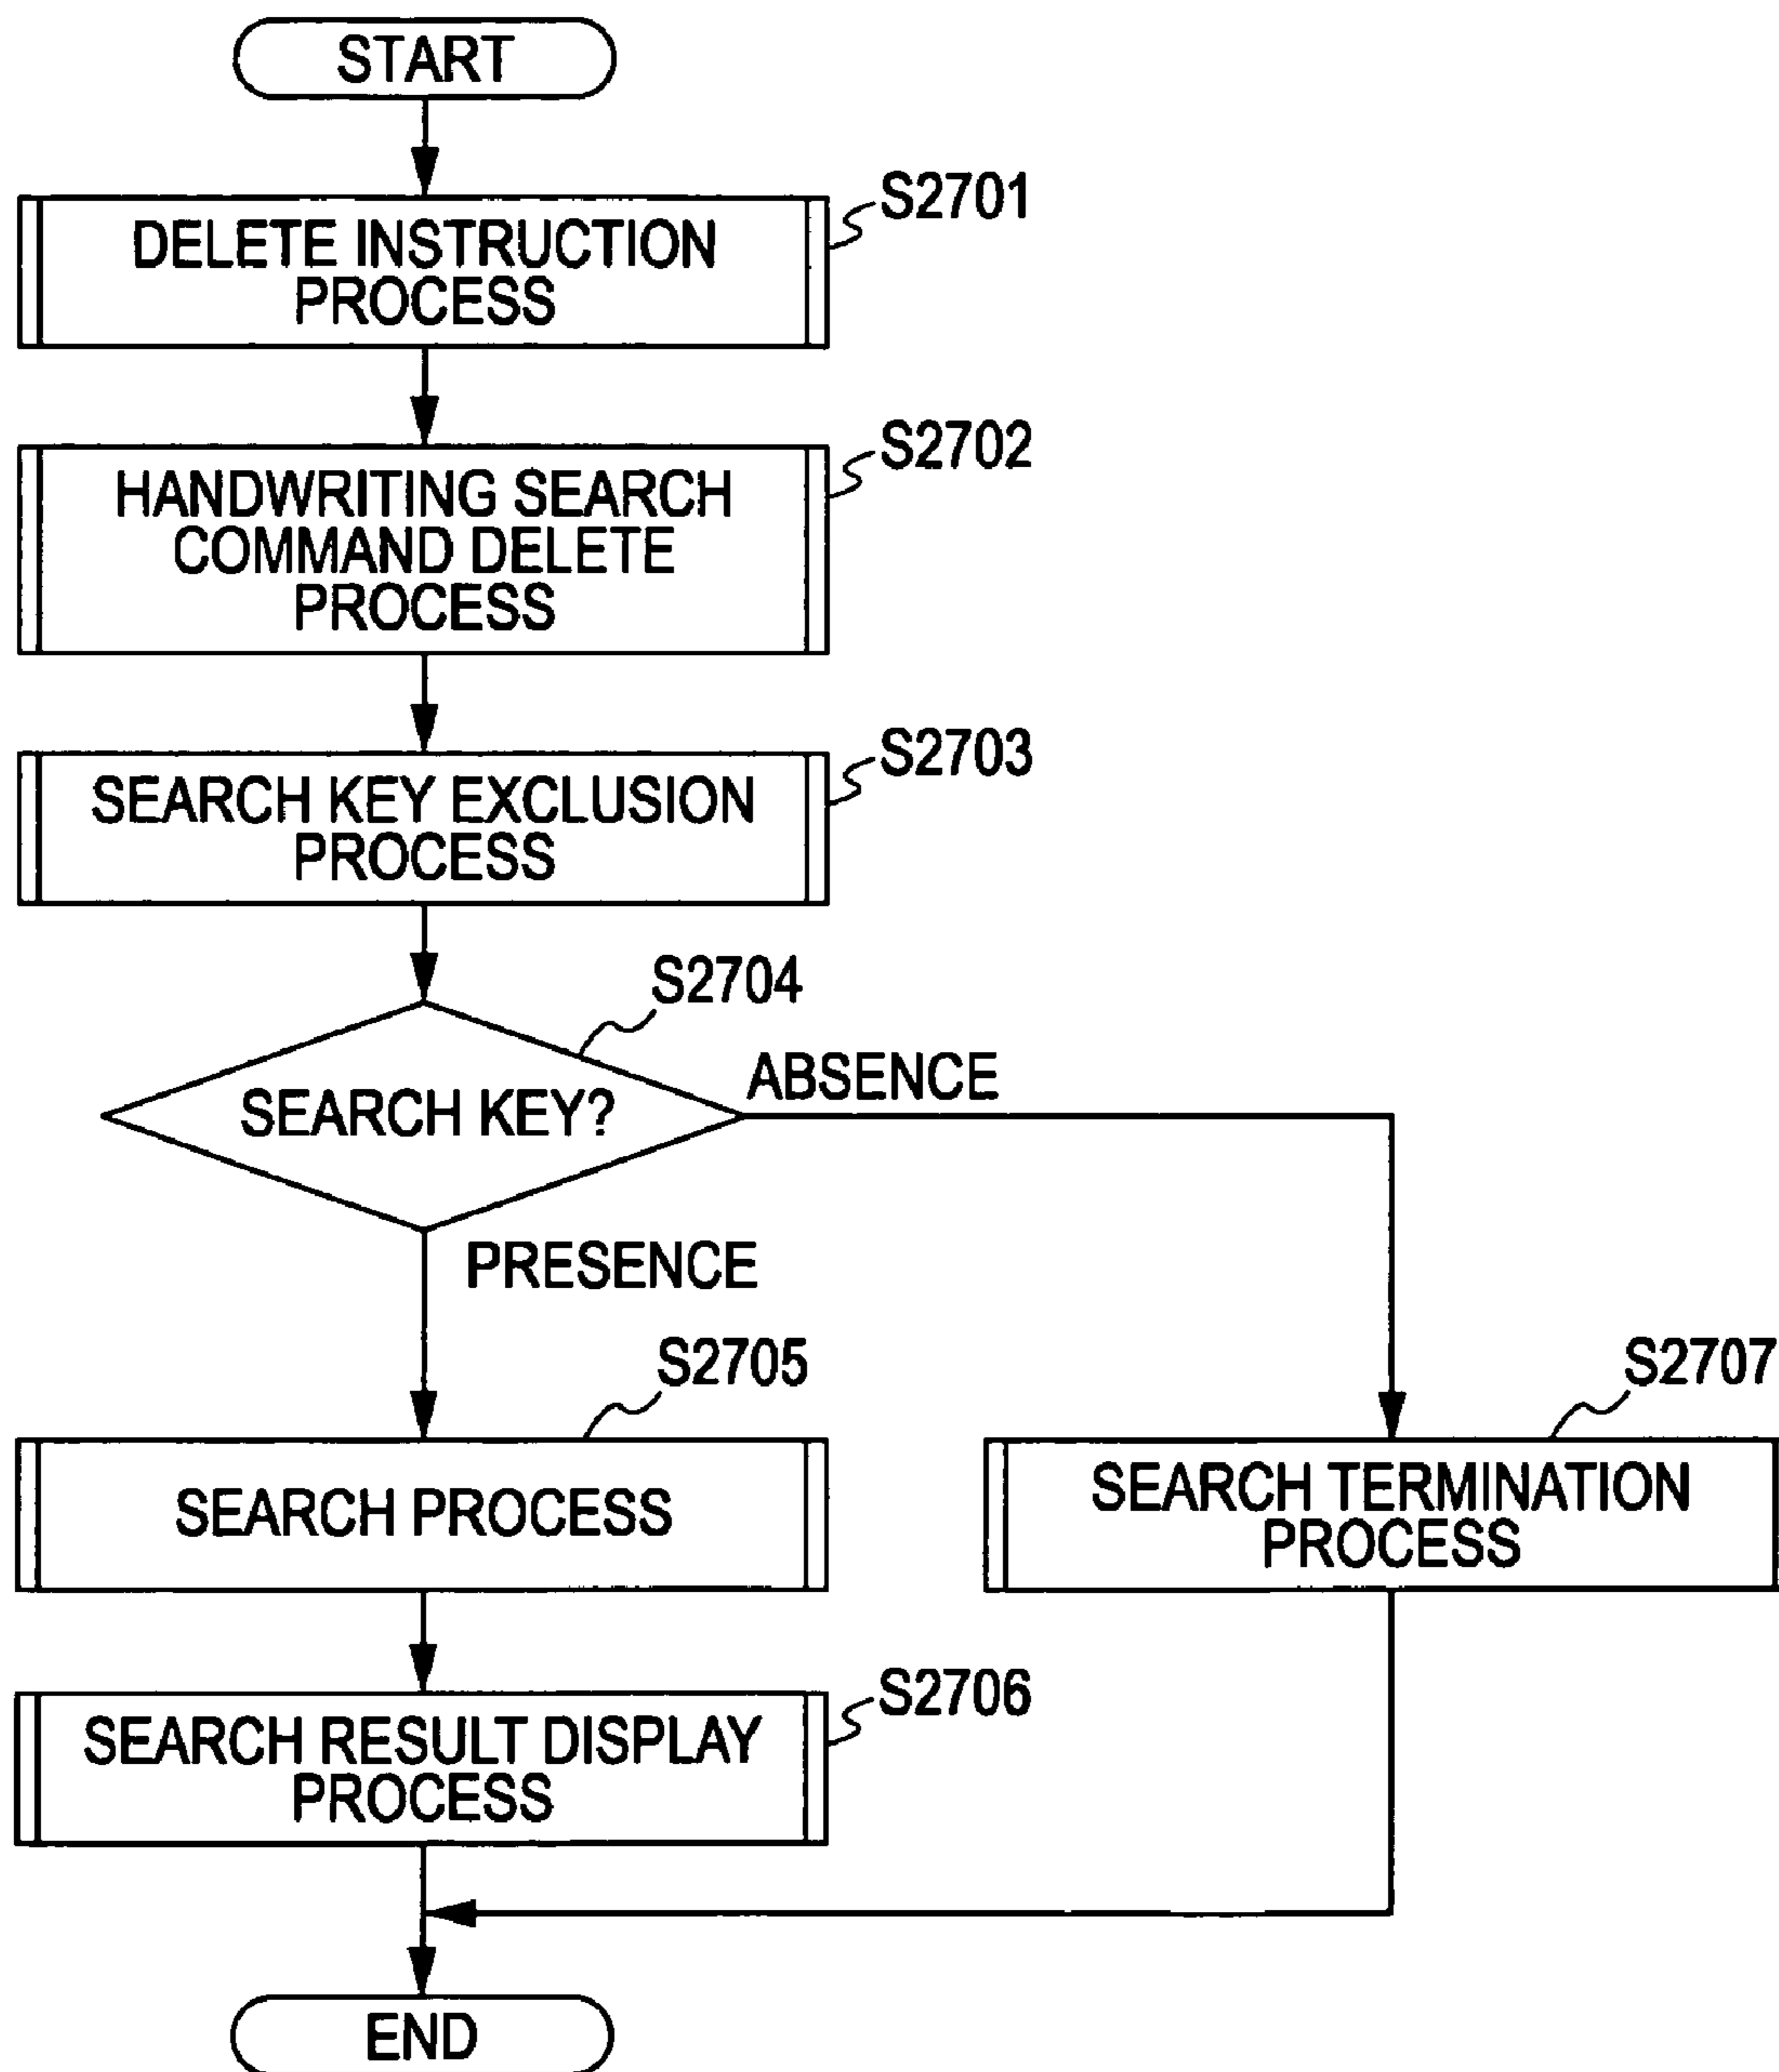 START
S2701
DELETE INSTRUCTION
PROCESS
S2702
HANDWRITING SEARCH
COMMAND DELETE
PROCESS
S2703
SEARCH KEY EXCLUSION
PROCESS
S2704
SEARCH KEY?
ABSENCE
PRESENCE
S2705
SEARCH PROCESS
S2707
SEARCH TERMINATION
PROCESS
S2706
SEARCH RESULT DISPLAY
PROCESS
END